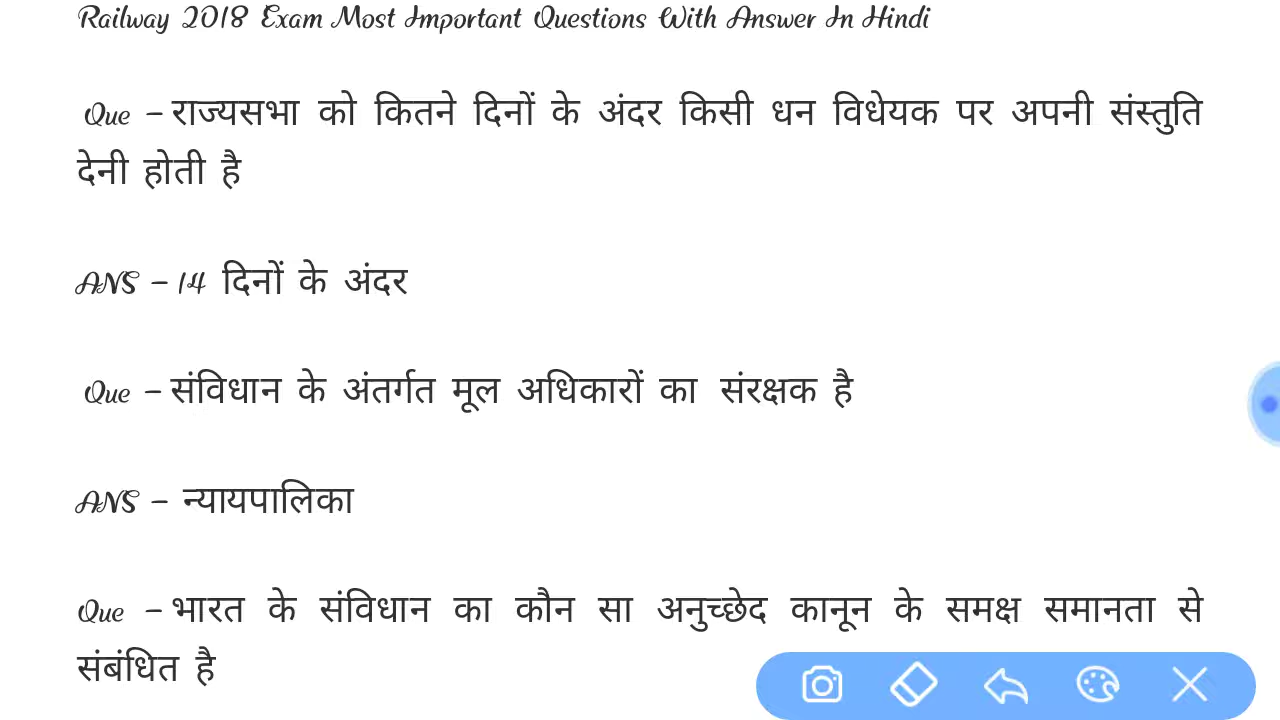 Railway 2018 Exam Most Important Questions With Answer In Hindi
Que – राज्यसभा को कितने दिनों के अंदर किसी धन विधेयक पर अपनी संस्तुति
देनी होती है
ANS – 14 दिनों के अंदर
Que – संविधान के अंतर्गत मूल अधिकारों का संरक्षक है
ANS – न्यायपालिका
Que – भारत के संविधान का कौन सा अनुच्छेद कानून के समक्ष समानता से
संबंधित है